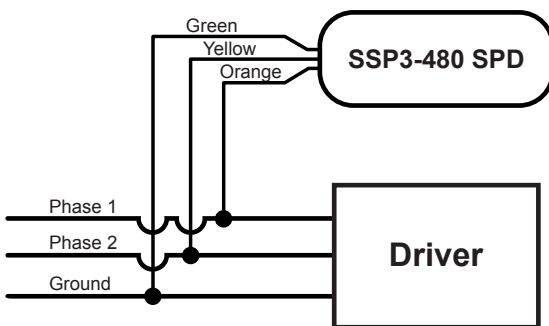 Green
Yellow
Orange
SSP3-480 SPD
Phase 1
Phase 2
Ground
Driver